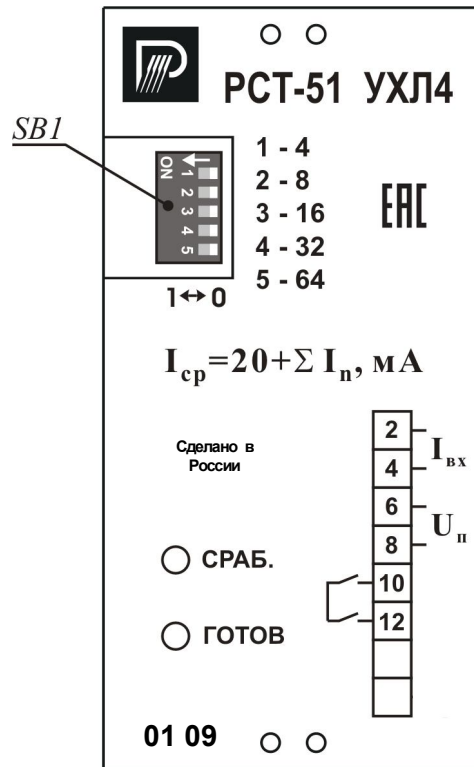 РСТ-51 УХЛ4
SB1
ON
1
2
3
4
5
1 - 4
2 - 8
3 - 16
4 - 32
5 - 64
EAC
1↔0
Iср=20+Σ In, мА
Сделано в
России
2
4
Iвх
6
8
Uп
10
12
СРАБ.
ГОТОВ
01 09